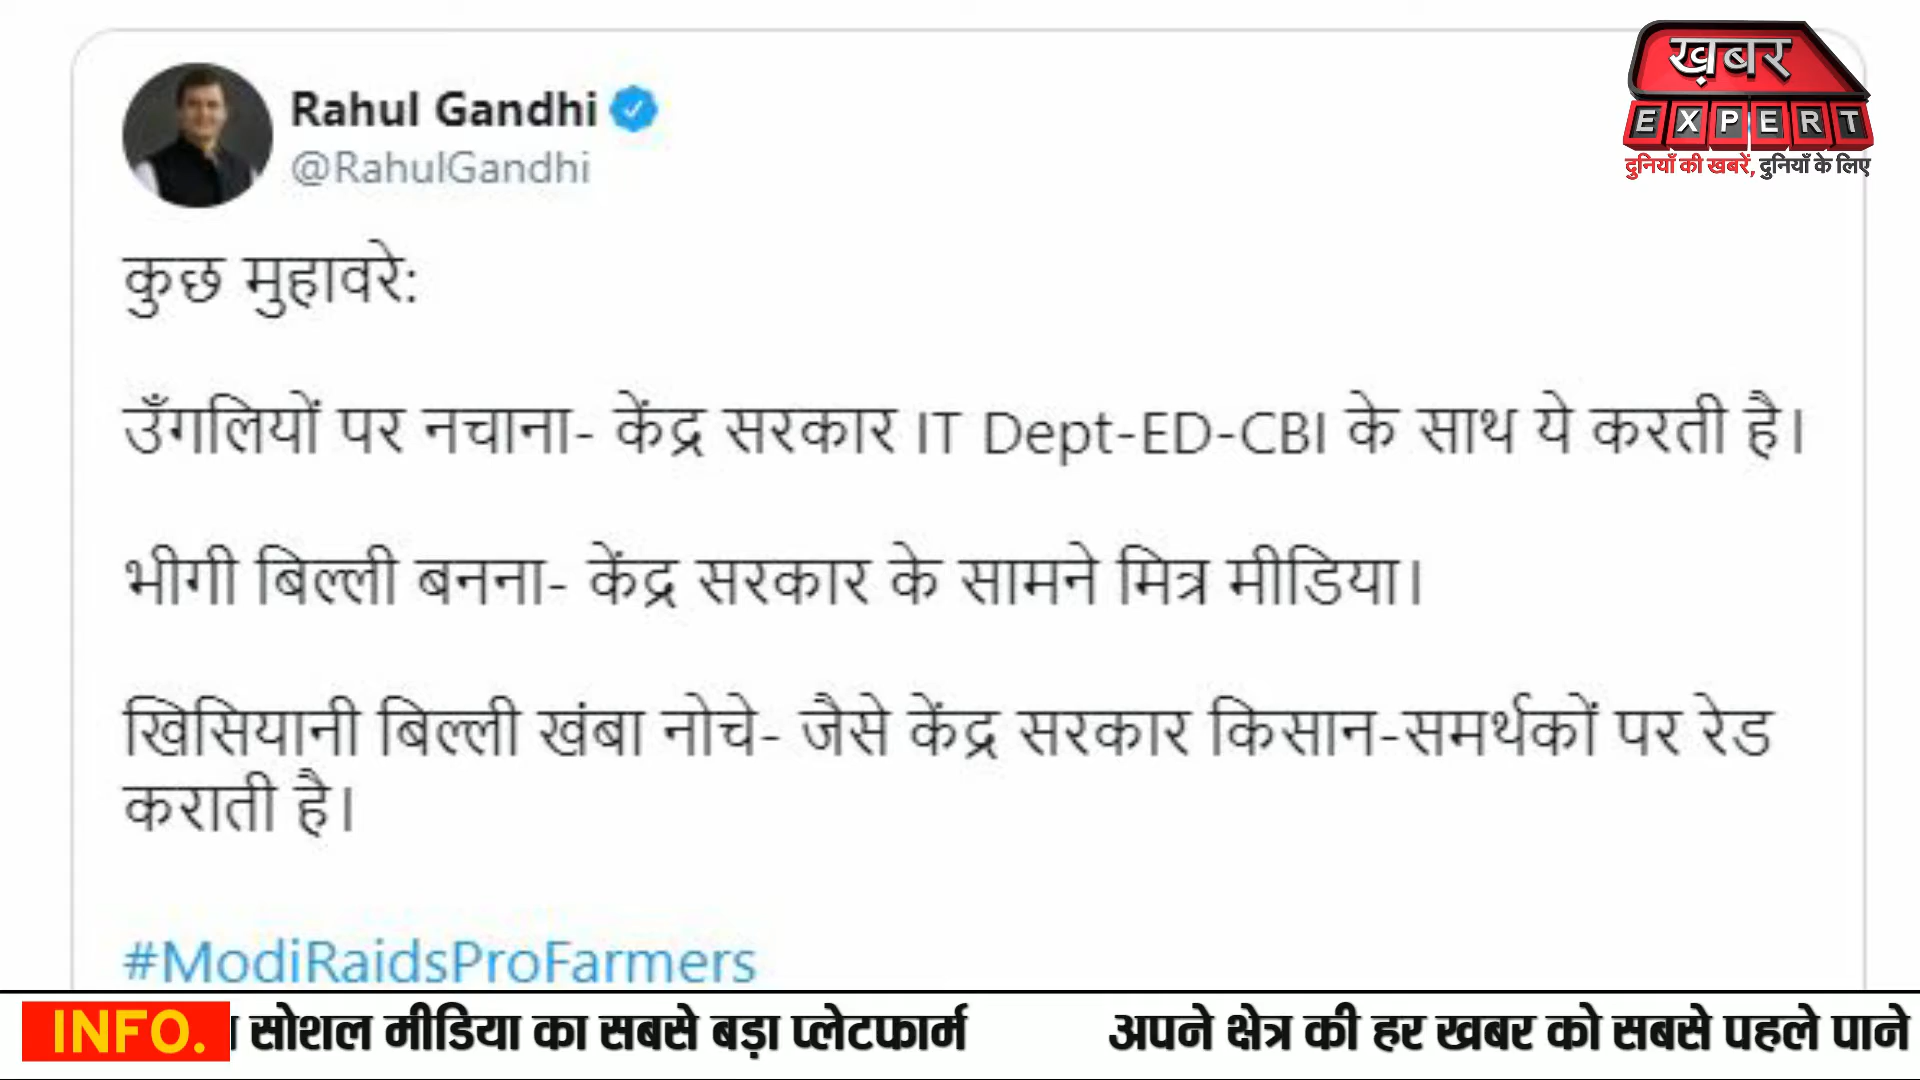 Rahul Gandhi
@RahulGandhi
ख़बर
EXPERT
दुनियाँ की खबरें, दुनियाँ के लिए
कुछ मुहावरे:
उँगलियों पर नचाना- केंद्र सरकार IT Dept-ED-CBI के साथ ये करती है।
भीगी बिल्ली बनना- केंद्र सरकार के सामने मित्र मीडिया।
खिसियानी बिल्ली खंबा नोचे- जैसे केंद्र सरकार किसान-समर्थकों पर रेड
कराती है।
#ModiRaidsProFarmers
INFO. सोशल मीडिया का सबसे बड़ा प्लेटफार्म अपने क्षेत्र की हर खबर को सबसे पहले पाने